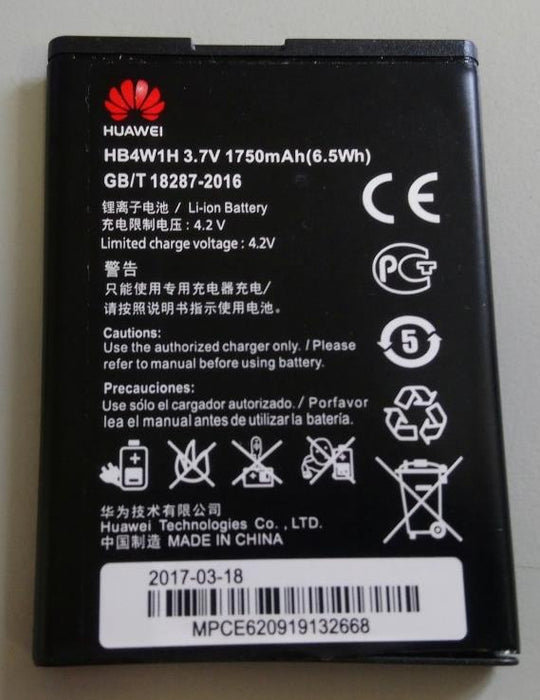 HUAWEI
HB4W1H 3.7V 1750mAh(6.5Wh)
GB/T 18287-2016
锂离子电池 / Li-ion Battery
充电限制电压 : 4.2 V
Limited charge voltage : 4.2V
警告
只能使用专用充电器充电/
请按照说明书指示使用电池。
Cautions:
Use the authorized charger only. / Please
refer to manual before using battery.
Precauciones:
Use sólo el cargador autorizado. / Porfavor
lea el manual antes de utilizar la batería.
CE
PCT
5
华为技术有限公司
Huawei Technologies Co. , LTD.
中国制造 MADE IN CHINA
2017-03-18
MPCE620919132668